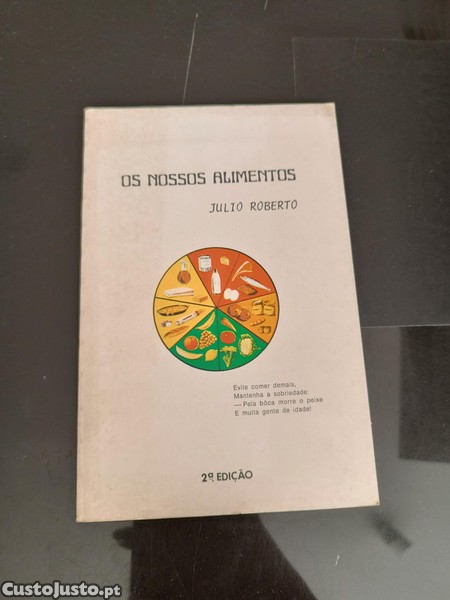 OS NOSSOS ALIMENTOS
JULIO ROBERTO
Evite comer demais,
Mantenha a sobriedade:
— Pela bôca morre o peixe
E muita gente de idade!
2ª EDIÇÃO
CustoJusto.pt